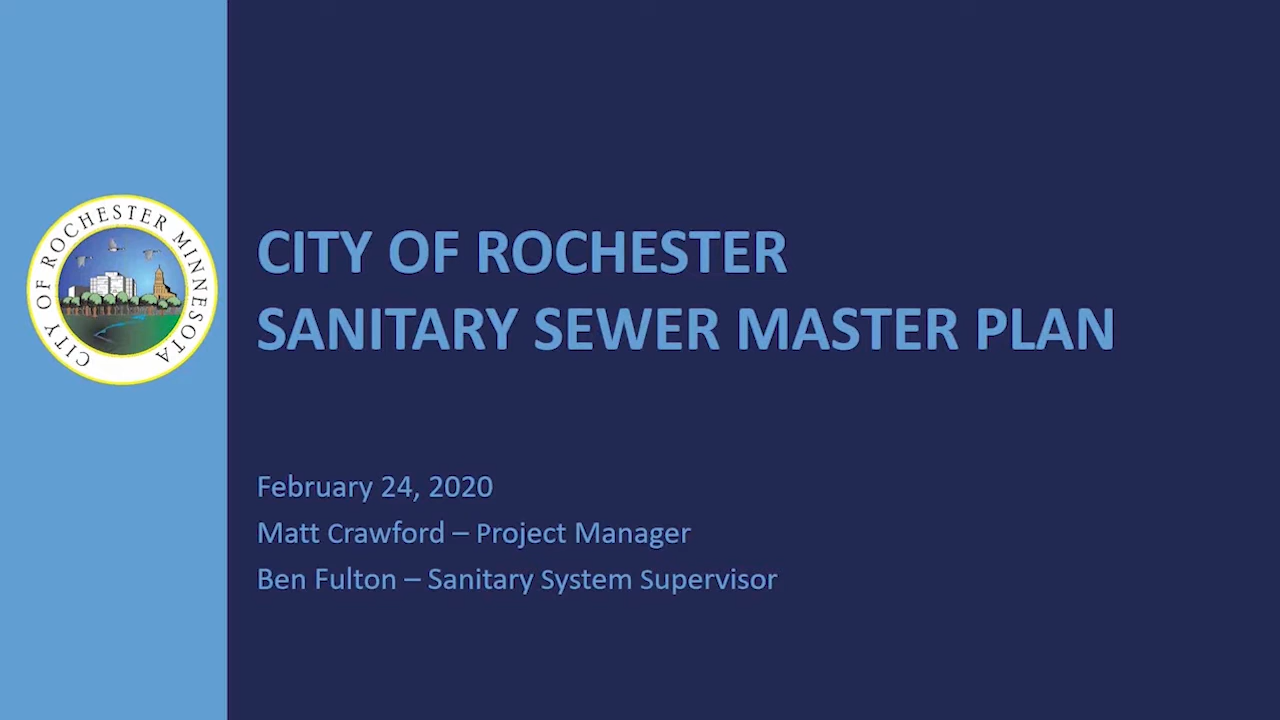 CITY OF ROCHESTER MINNESOTA
CITY OF ROCHESTER
SANITARY SEWER MASTER PLAN
February 24, 2020
Matt Crawford – Project Manager
Ben Fulton – Sanitary System Supervisor